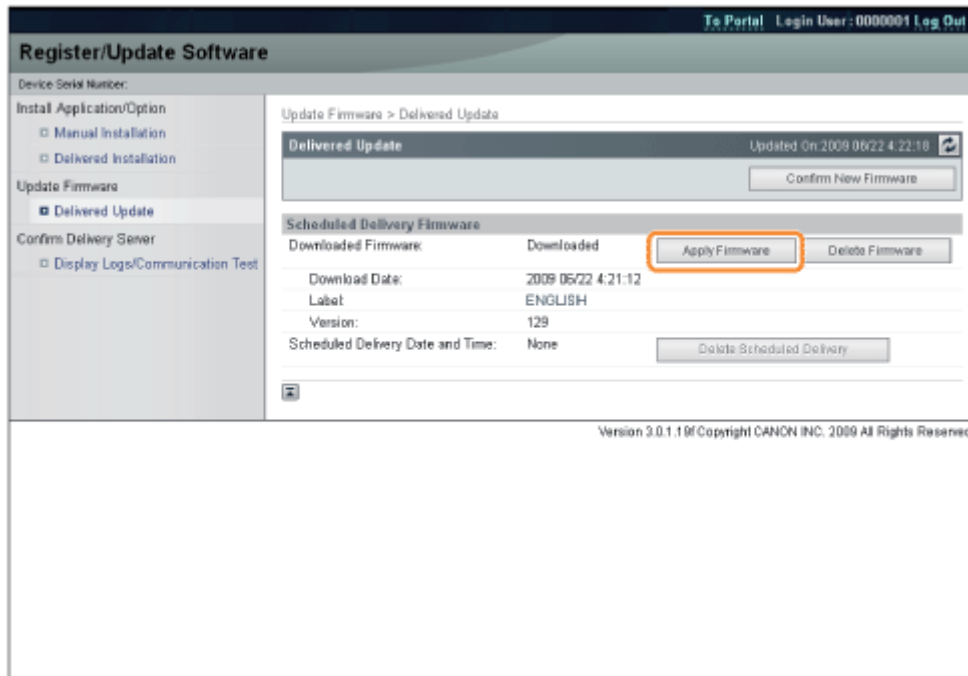 To Portal Login User : 0000001 Log Out
Register/Update Software
Device Serial Number:
Install Application/Option
Manual Installation
Delivered Installation
Update Firmware
Delivered Update
Confirm Delivery Server
Display Logs/Communication Test
Update Firmware > Delivered Update
Delivered Update Updated On:2009 06/22 4:22:18
Confirm New Firmware
Scheduled Delivery Firmware
Downloaded Firmware: Downloaded Apply Firmware Delete Firmware
Download Date: 2009 06/22 4:21:12
Label: ENGLISH
Version: 129
Scheduled Delivery Date and Time: None Delete Scheduled Delivery
Version 3.0.1.19f Copyright CANON INC. 2009 All Rights Reserved